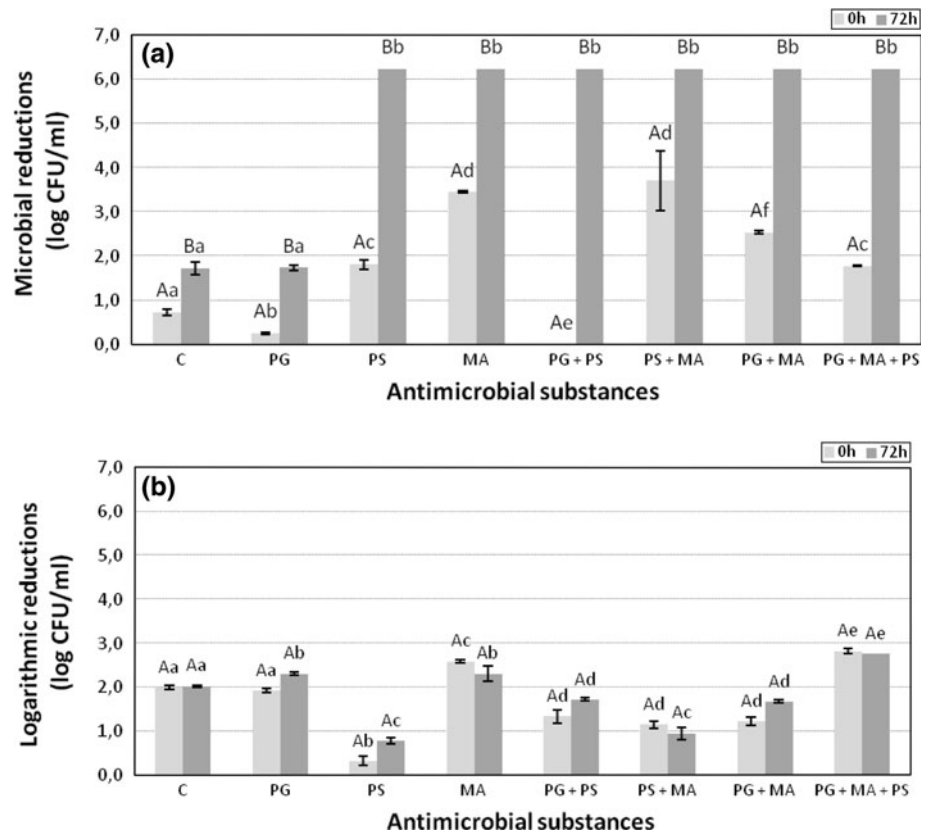 0h 72h
(a)
7,0
6,0
5,0
4,0
3,0
2,0
1,0
0,0
Microbial reductions
(log CFU/ml)
Aa Ba Ab Ba Ac Bb Ad Bb Ae Bb Ad Bb Af Bb Ac Bb
C PG PS MA PG + PS PS + MA PG + MA PG + MA + PS
Antimicrobial substances
0h 72h
(b)
7,0
6,0
5,0
4,0
3,0
2,0
1,0
0,0
Logarithmic reductions
(log CFU/ml)
Aa Aa Aa Ab Ab Ac Ac Ab Ad Ad Ad Ac Ad Ad Ae Ae
C PG PS MA PG + PS PS + MA PG + MA PG + MA + PS
Antimicrobial substances